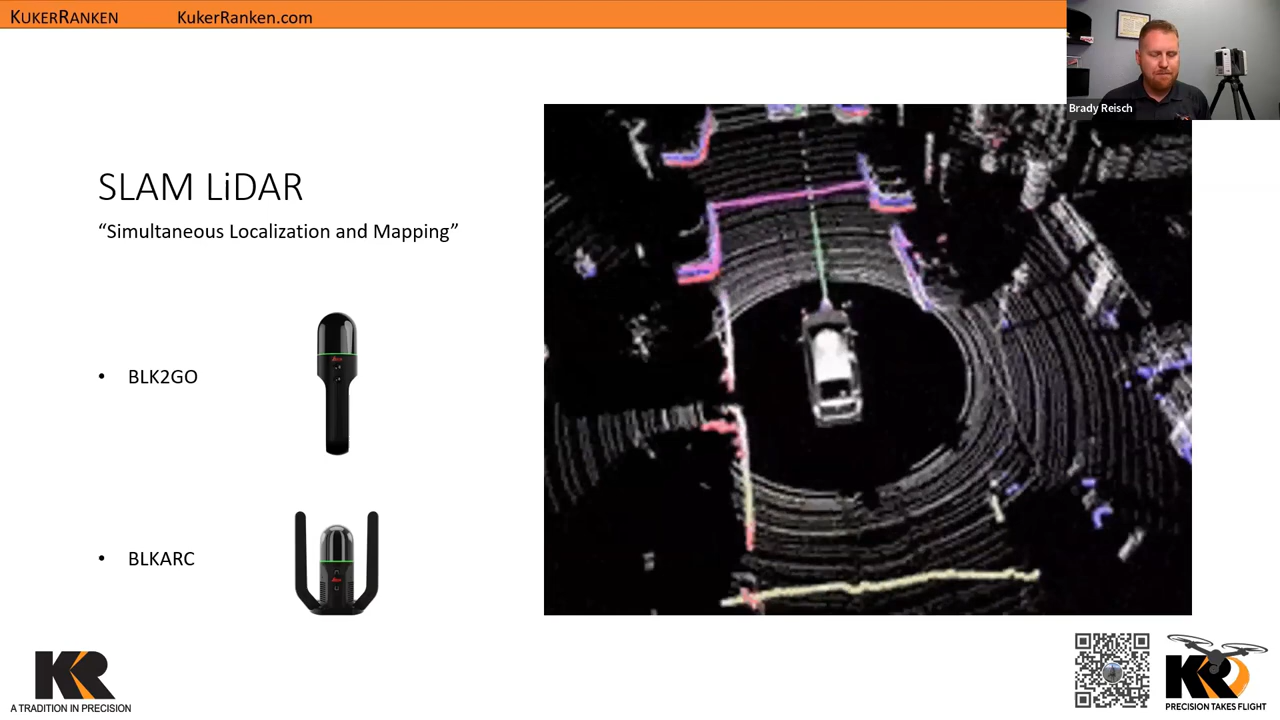 KUKERRANKEN KukerRanken.com
Brady Reisch
SLAM LiDAR
“Simultaneous Localization and Mapping”
• BLK2GO
• BLKARC
KR
A TRADITION IN PRECISION
KR
PRECISION TAKES FLIGHT